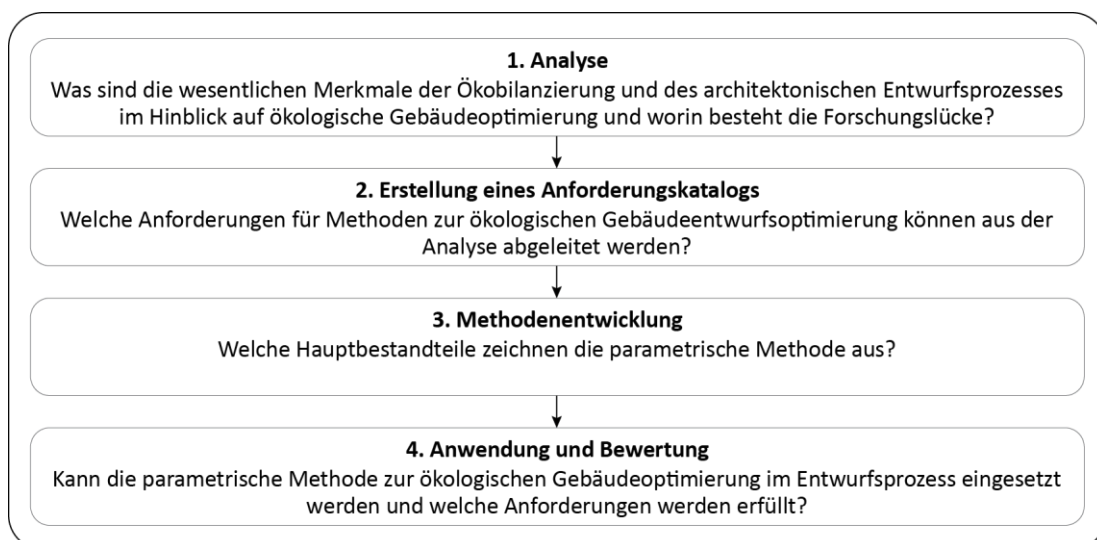 1. Analyse
Was sind die wesentlichen Merkmale der Ökobilanzierung und des architektonischen Entwurfsprozesses
im Hinblick auf ökologische Gebäudeoptimierung und worin besteht die Forschungslücke?
2. Erstellung eines Anforderungskatalogs
Welche Anforderungen für Methoden zur ökologischen Gebäudeentwurfsoptimierung können aus der
Analyse abgeleitet werden?
3. Methodenentwicklung
Welche Hauptbestandteile zeichnen die parametrische Methode aus?
4. Anwendung und Bewertung
Kann die parametrische Methode zur ökologischen Gebäudeoptimierung im Entwurfsprozess eingesetzt
werden und welche Anforderungen werden erfüllt?